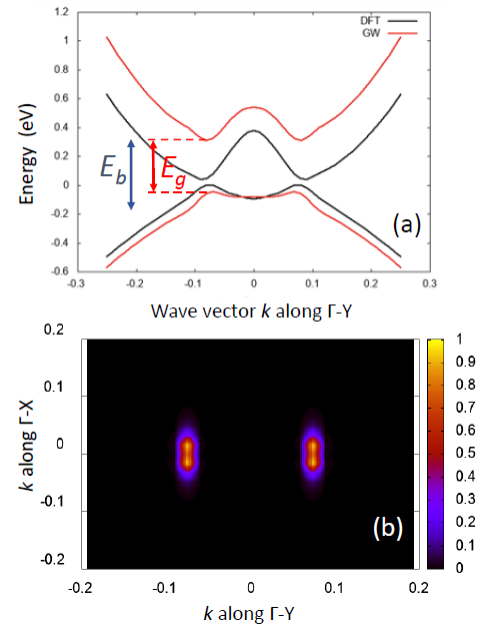 1.2
1
0.8
0.6
0.4
0.2
0
-0.2
-0.4
-0.6
Energy (eV)
DFT
GW
E_b
E_g
(a)
-0.3 -0.2 -0.1 0 0.1 0.2 0.3
Wave vector k along Γ-Y
0.2
0.1
0
-0.1
-0.2
k along Γ-X
(b)
1
0.9
0.8
0.7
0.6
0.5
0.4
0.3
0.2
0.1
0
-0.2 -0.1 0 0.1 0.2
k along Γ-Y